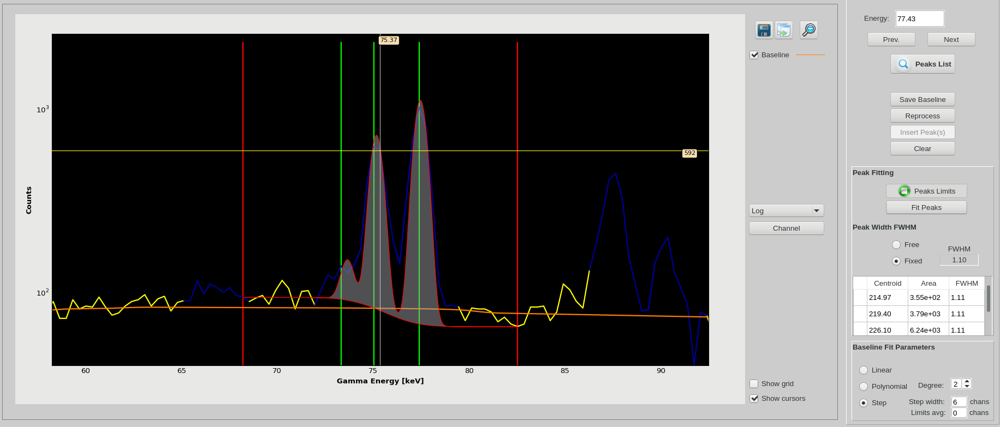 Energy: 77.43
Prev. Next
Peaks List
Save Baseline
Reprocess
Insert Peak(s)
Clear
75.37
Baseline
10³
592
Counts
10²
60 65 70 75 80 85 90
Gamma Energy [keV]
Log
Channel
Show grid
Show cursors
Peak Fitting
Peaks Limits
Fit Peaks
Peak Width FWHM
Free
FWHM
Fixed 1.10
Centroid Area FWHM
214.97 3.55e+02 1.11
219.40 3.79e+03 1.11
226.10 6.24e+03 1.11
Baseline Fit Parameters
Linear
Polynomial Degree: 2
Step Step width: 6 chans
Limits avg: 0 chans